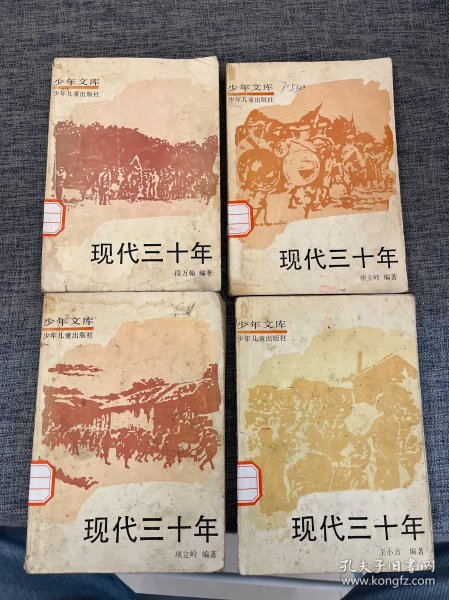 少年文库
少年儿童出版社
现代三十年
段万翰 编著
少年文库
少年儿童出版社
现代三十年
项立岭 编著
少年文库
少年儿童出版社
现代三十年
项立岭 编著
少年文库
少年儿童出版社
现代三十年
王小方 编著
孔夫子旧书网
www.kongfz.com